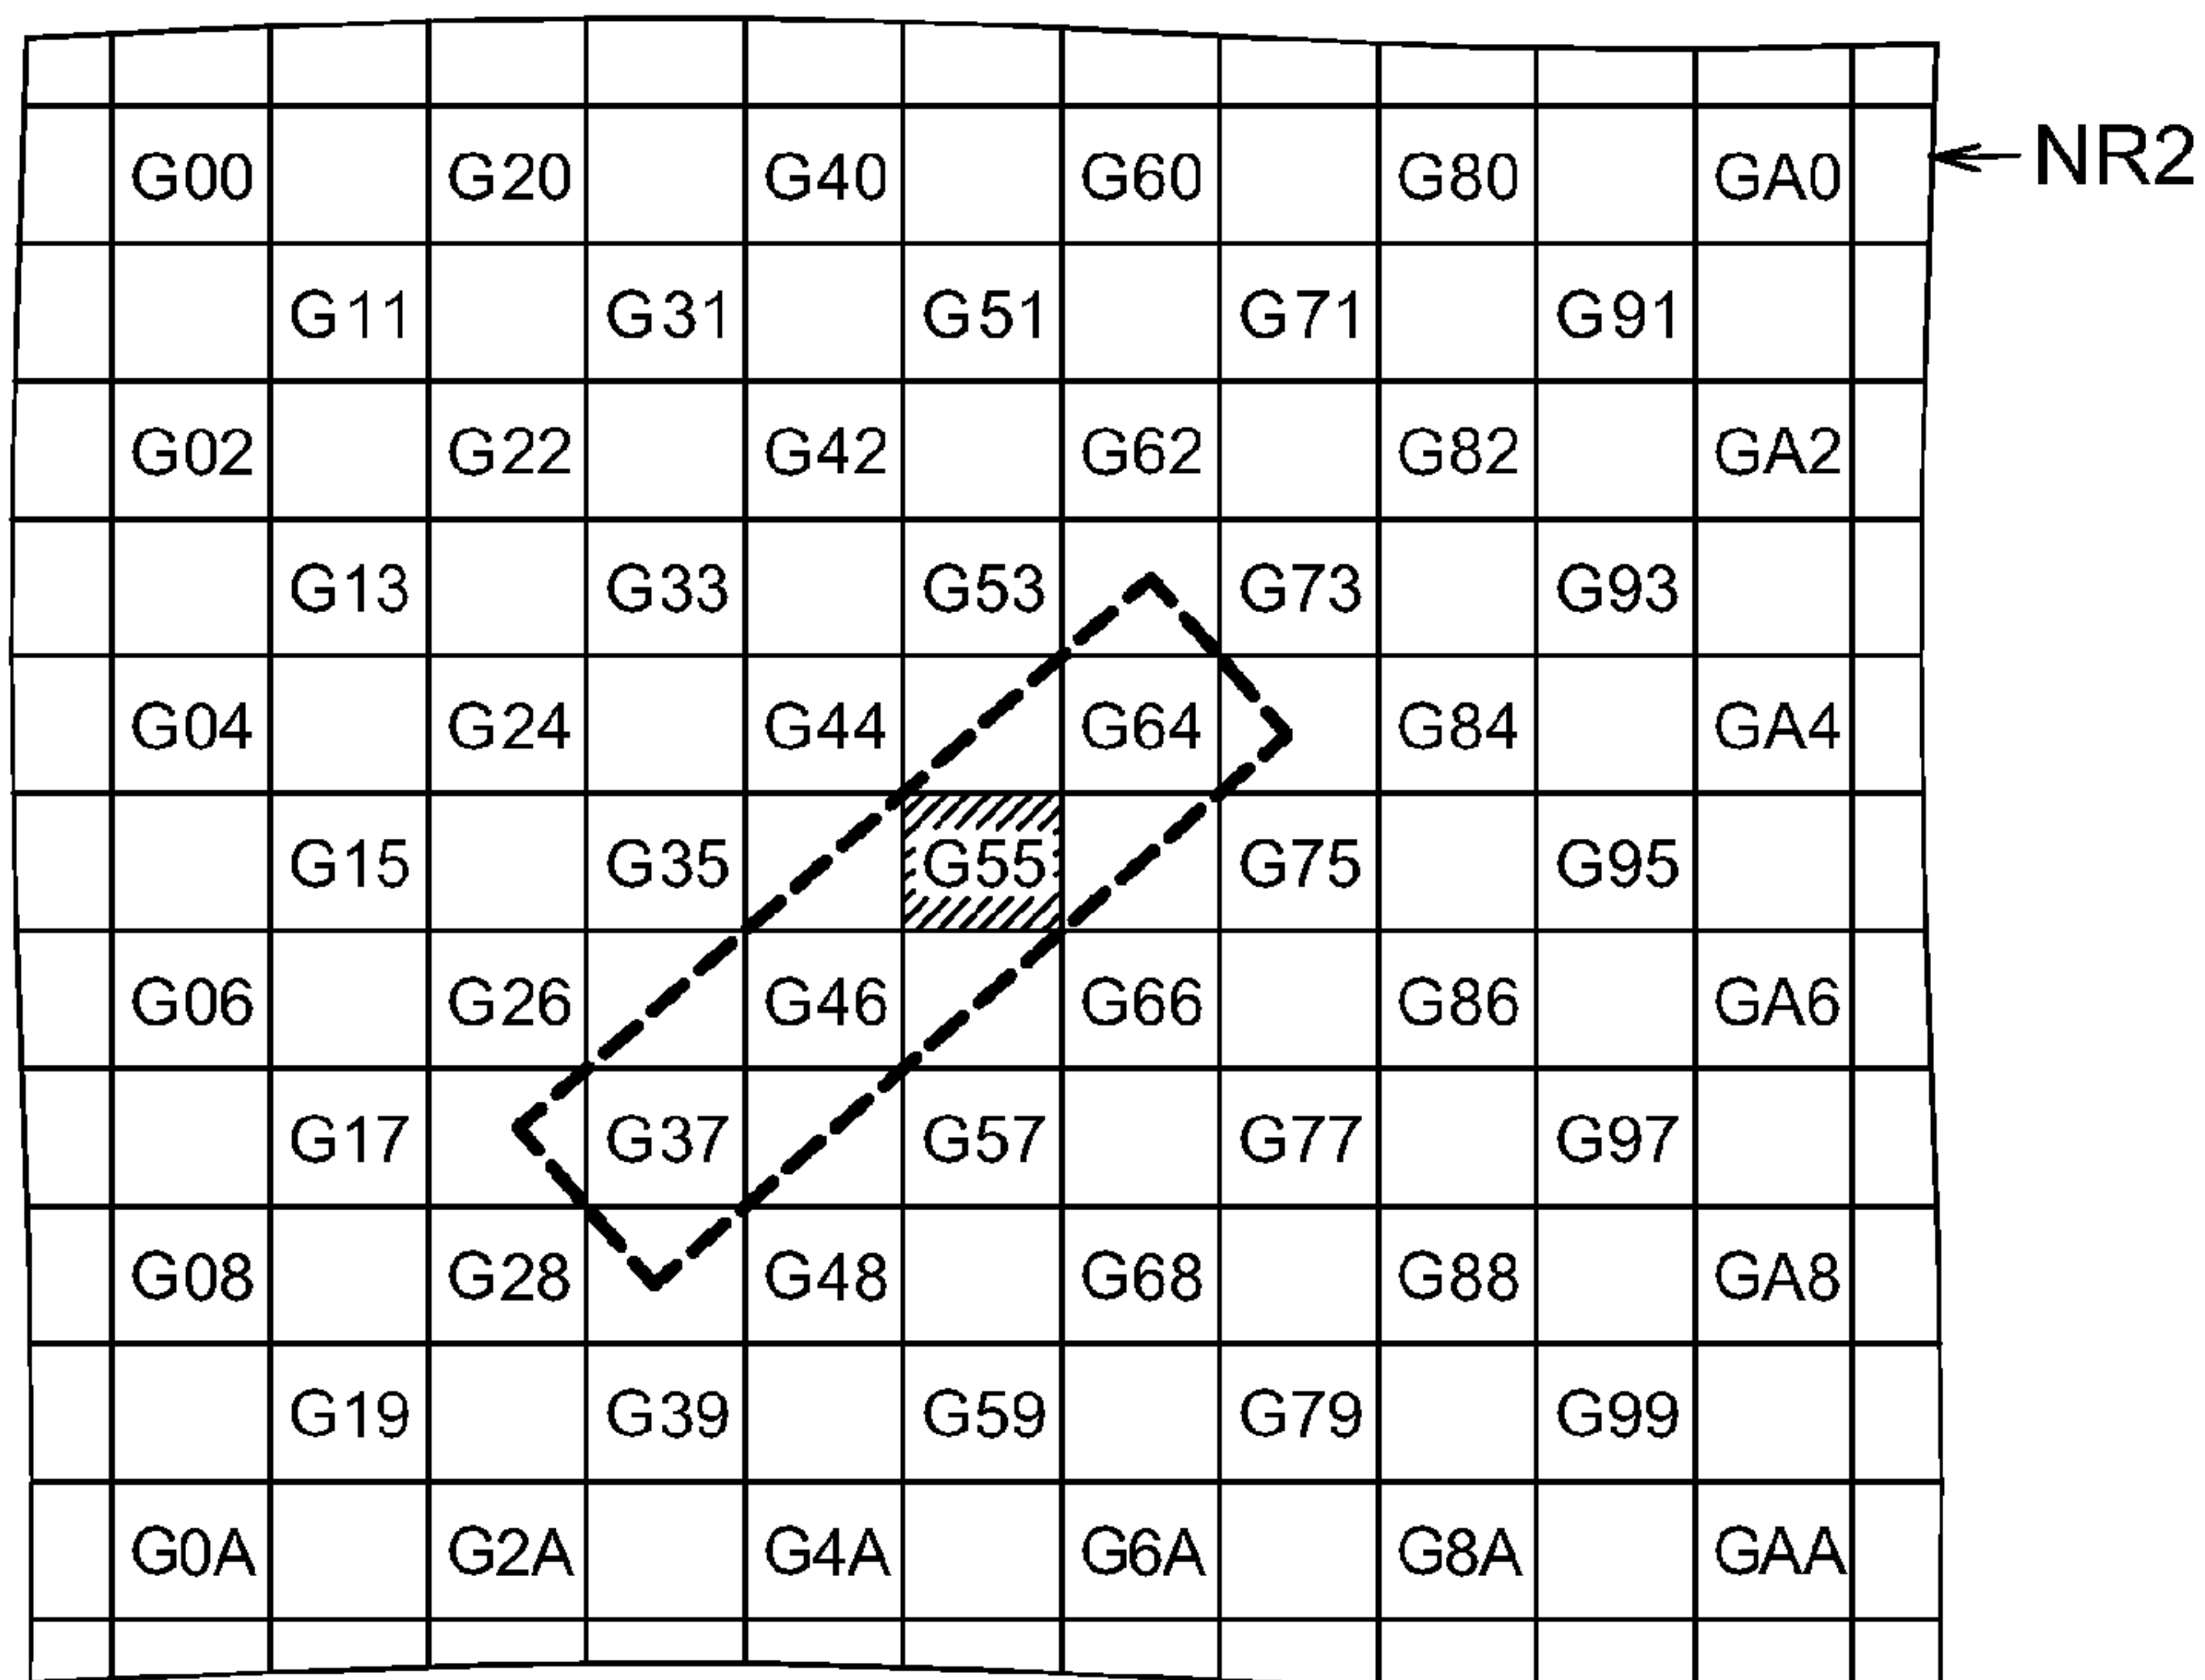 G00 G20 G40 G60 G80 GA0 NR2
G11 G31 G51 G71 G91
G02 G22 G42 G62 G82 GA2
G13 G33 G53 G73 G93
G04 G24 G44 G64 G84 GA4
G15 G35 G55 G75 G95
G06 G26 G46 G66 G86 GA6
G17 G37 G57 G77 G97
G08 G28 G48 G68 G88 GA8
G19 G39 G59 G79 G99
G0A G2A G4A G6A G8A GAA